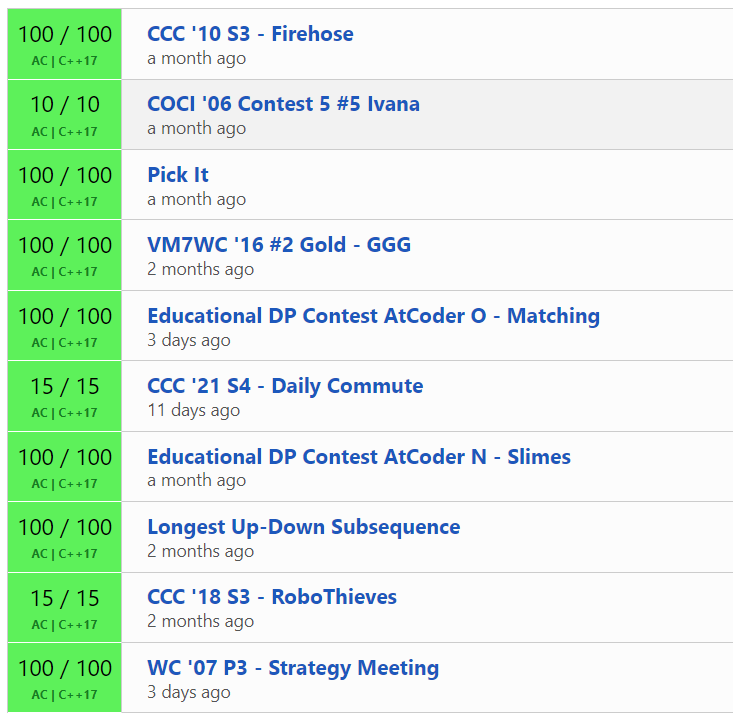 100 / 100
AC | C++17
CCC '10 S3 - Firehose
a month ago
10 / 10
AC | C++17
COCI '06 Contest 5 #5 Ivana
a month ago
100 / 100
AC | C++17
Pick It
a month ago
100 / 100
AC | C++17
VM7WC '16 #2 Gold - GGG
2 months ago
100 / 100
AC | C++17
Educational DP Contest AtCoder O - Matching
3 days ago
15 / 15
AC | C++17
CCC '21 S4 - Daily Commute
11 days ago
100 / 100
AC | C++17
Educational DP Contest AtCoder N - Slimes
a month ago
100 / 100
AC | C++17
Longest Up-Down Subsequence
2 months ago
15 / 15
AC | C++17
CCC '18 S3 - RoboThieves
2 months ago
100 / 100
AC | C++17
WC '07 P3 - Strategy Meeting
3 days ago